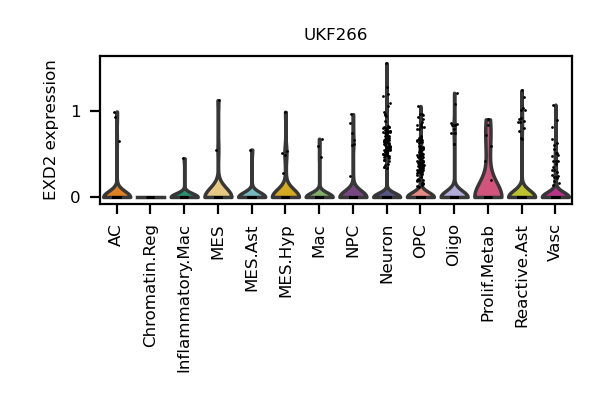 UKF266
EXD2 expression
1
0
AC
Chromatin.Reg
Inflammatory.Mac
MES
MES.Ast
MES.Hyp
Mac
NPC
Neuron
OPC
Oligo
Prolif.Metab
Reactive.Ast
Vasc